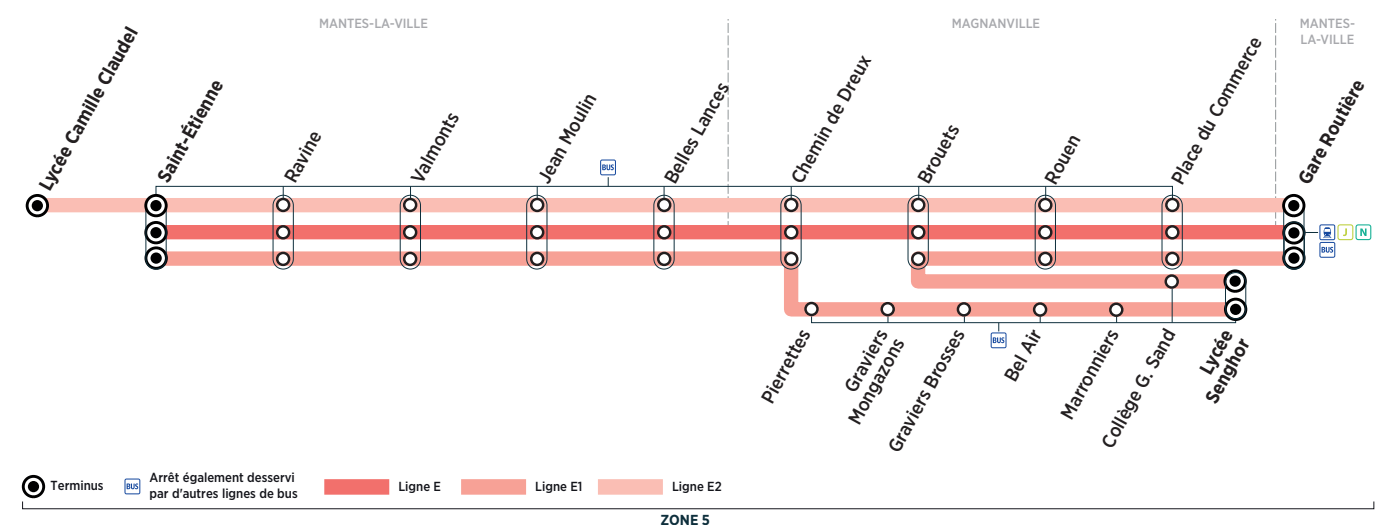 MANTES-LA-VILLE
MAGNANVILLE
MANTES-
LA-VILLE
Lycée Camille Claudel
Saint-Étienne
Ravine
Valmonts
Jean Moulin
Belles Lances
Chemin de Dreux
Brouets
Rouen
Place du Commerce
Gare Routière
BUS
J
N
BUS
BUS
Pierrettes
Graviers
Mongazons
Graviers Brosses
Bel Air
Marronniers
Collège G. Sand
Lycée
Senghor
Terminus
BUS
Arrêt également desservi
par d'autres lignes de bus
Ligne E
Ligne E1
Ligne E2
ZONE 5